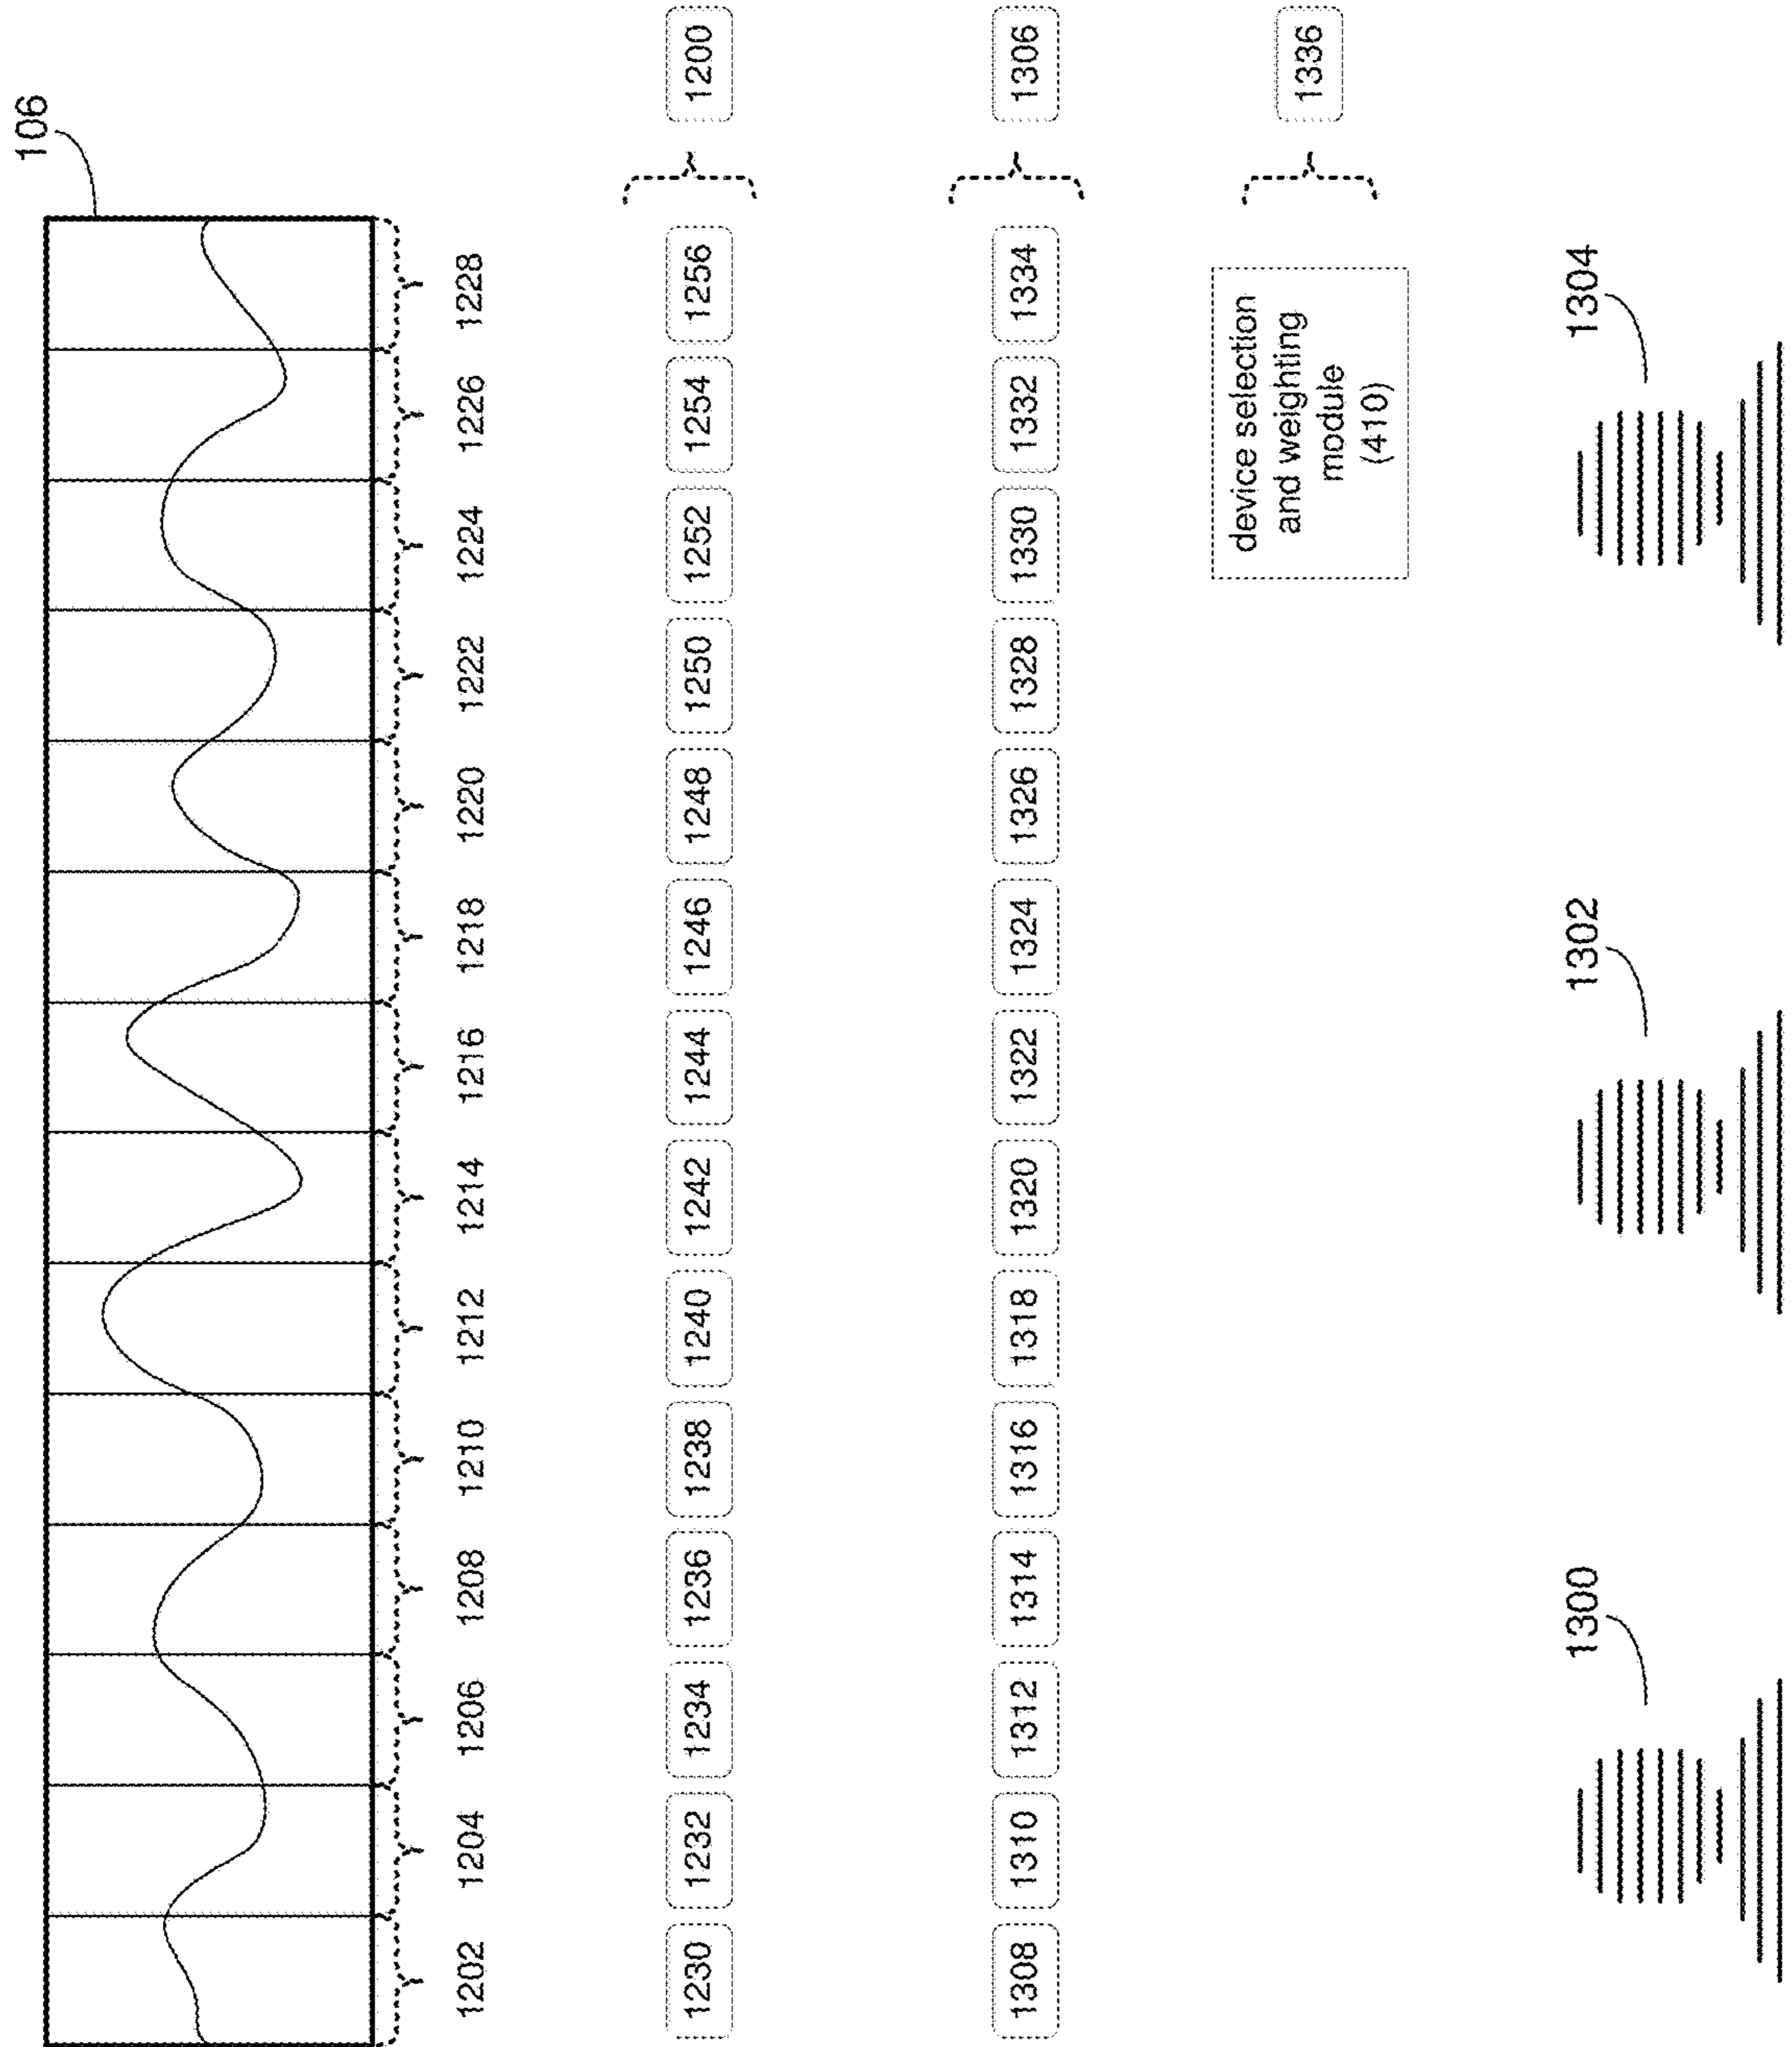 106
1202 1204 1206 1208 1210 1212 1214 1216 1218 1220 1222 1224 1226 1228
1230 1232 1234 1236 1238 1240 1242 1244 1246 1248 1250 1252 1254 1256 1200
1308 1310 1312 1314 1316 1318 1320 1322 1324 1326 1328 1330 1332 1334 1306
device selection
and weighting
module
(410)
1336
1300 1302 1304